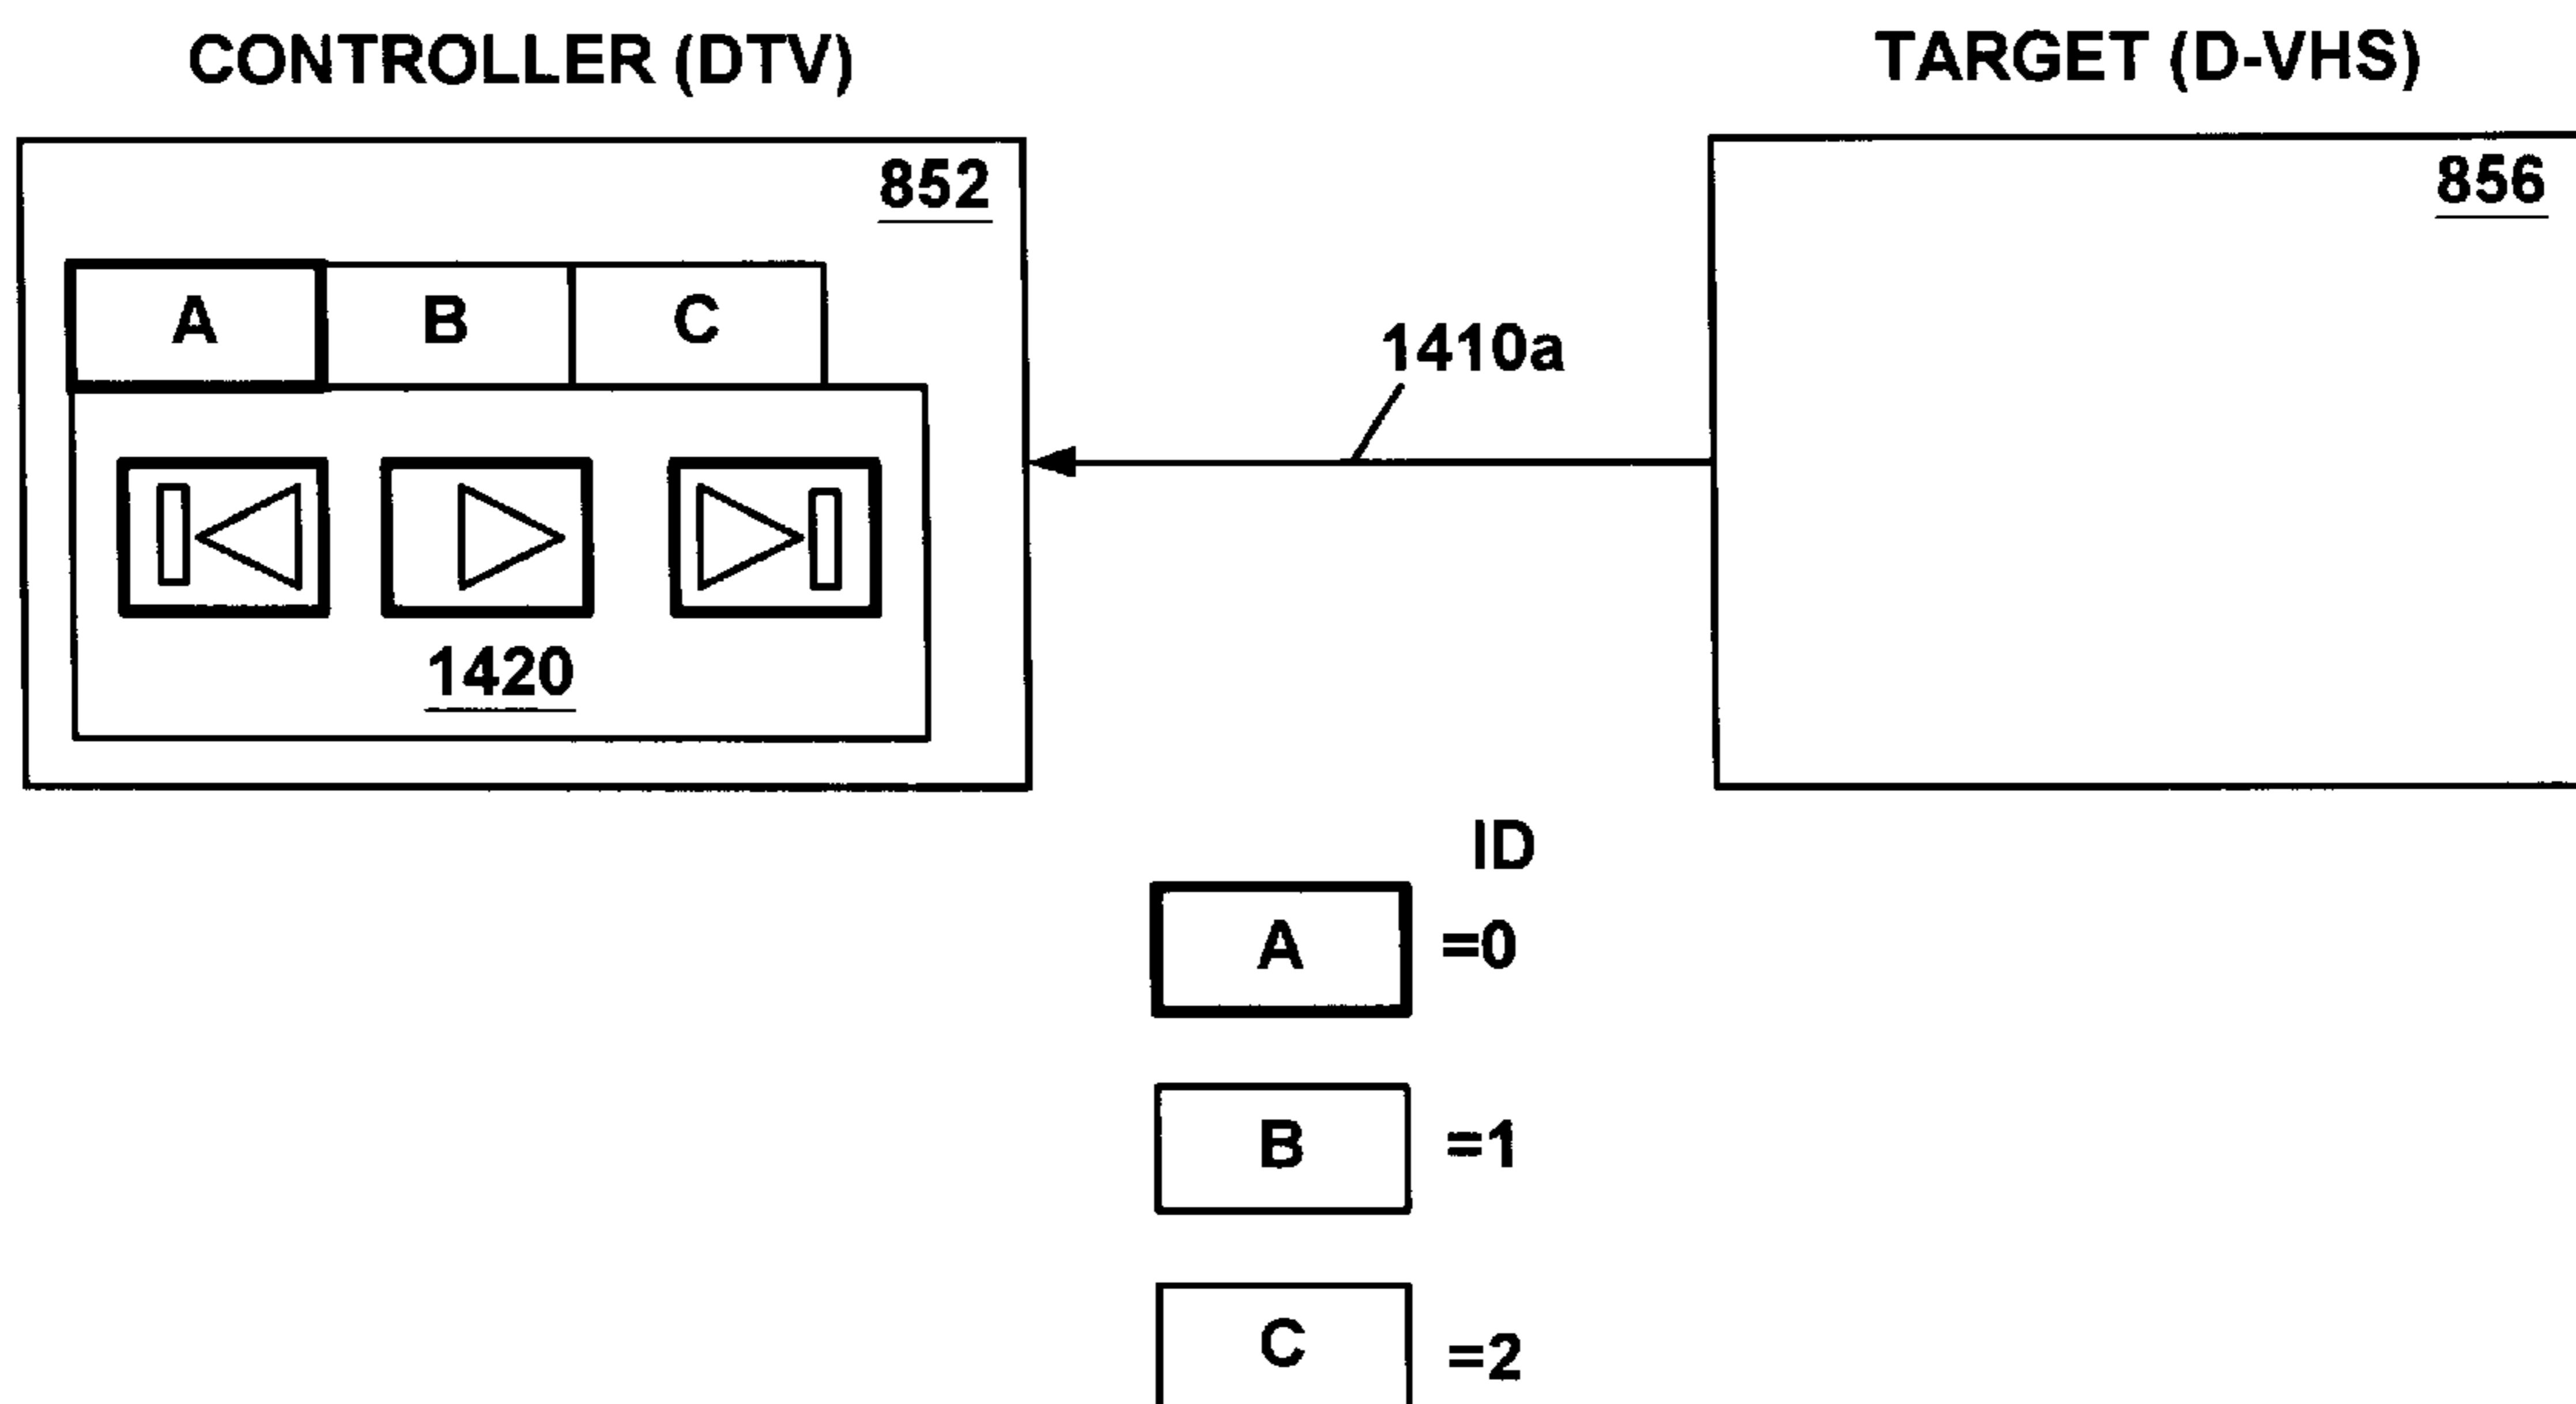 CONTROLLER (DTV)
TARGET (D-VHS)
852
856
A B C
1410a
1420
ID
A =0
B =1
C =2